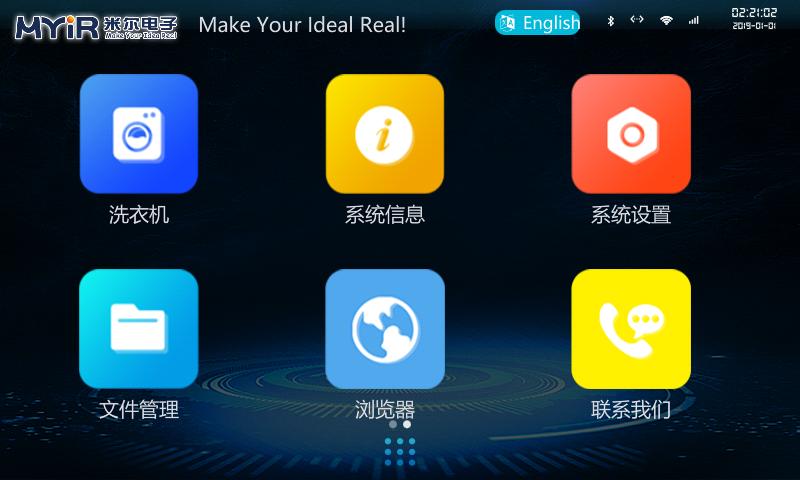 MYiR 米尔电子
Make Your Ideal Real
Make Your Ideal Real!
English
02:21:02
2019-01-01
洗衣机
系统信息
系统设置
文件管理
浏览器
联系我们